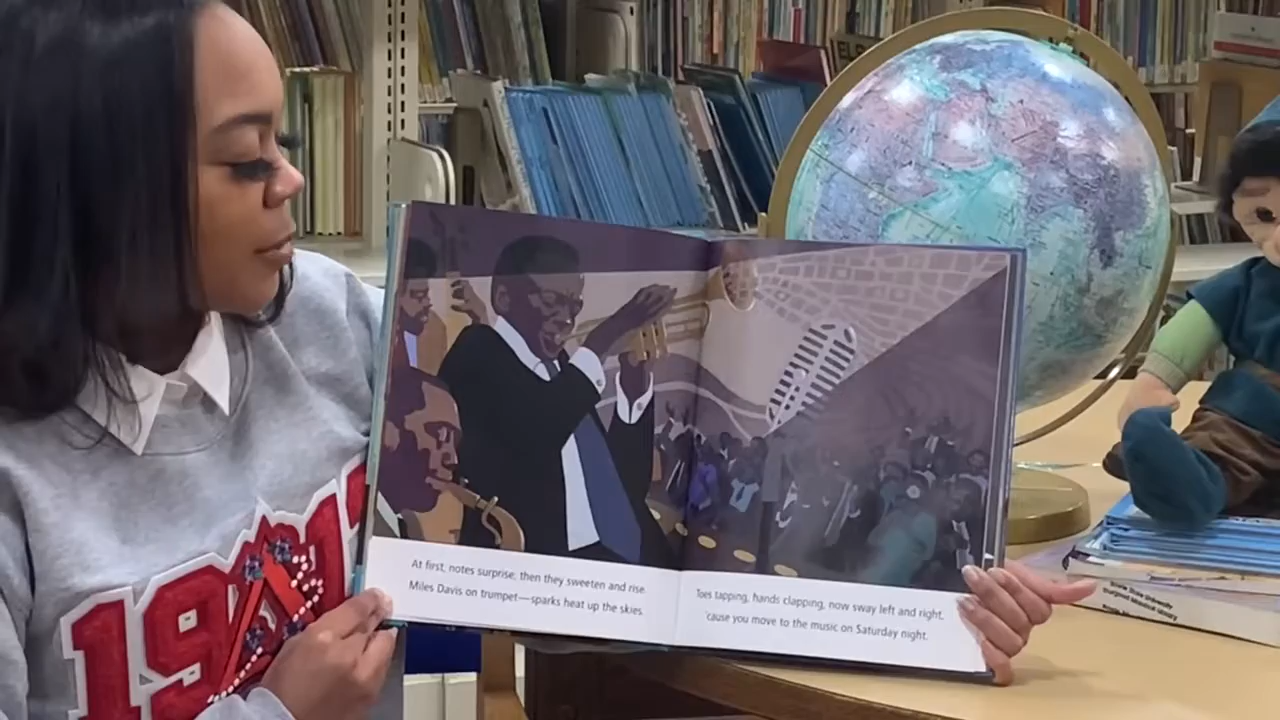 At first, notes surprise, then they sweeten and rise.
Miles Davis on trumpet—sparks heat up the skies.
Toes tapping, hands clapping, now sway left and right,
'cause you move to the music on Saturday night.